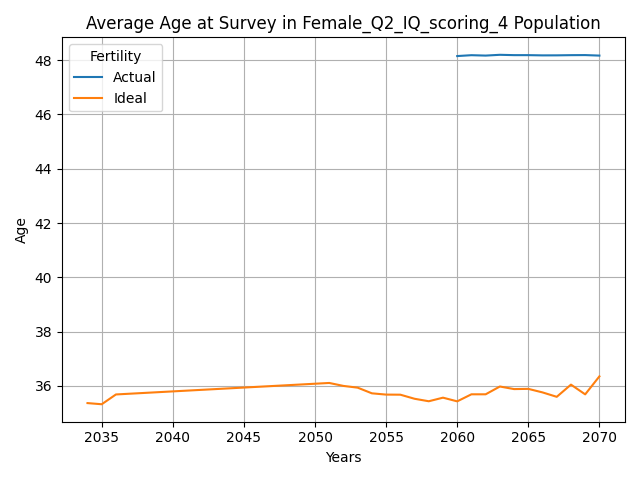 Average Age at Survey in Female_Q2_IQ_scoring_4 Population
Fertility
Actual
Ideal
48
46
44
42
40
38
36
Age
2035
2040
2045
2050
2055
2060
2065
2070
Years